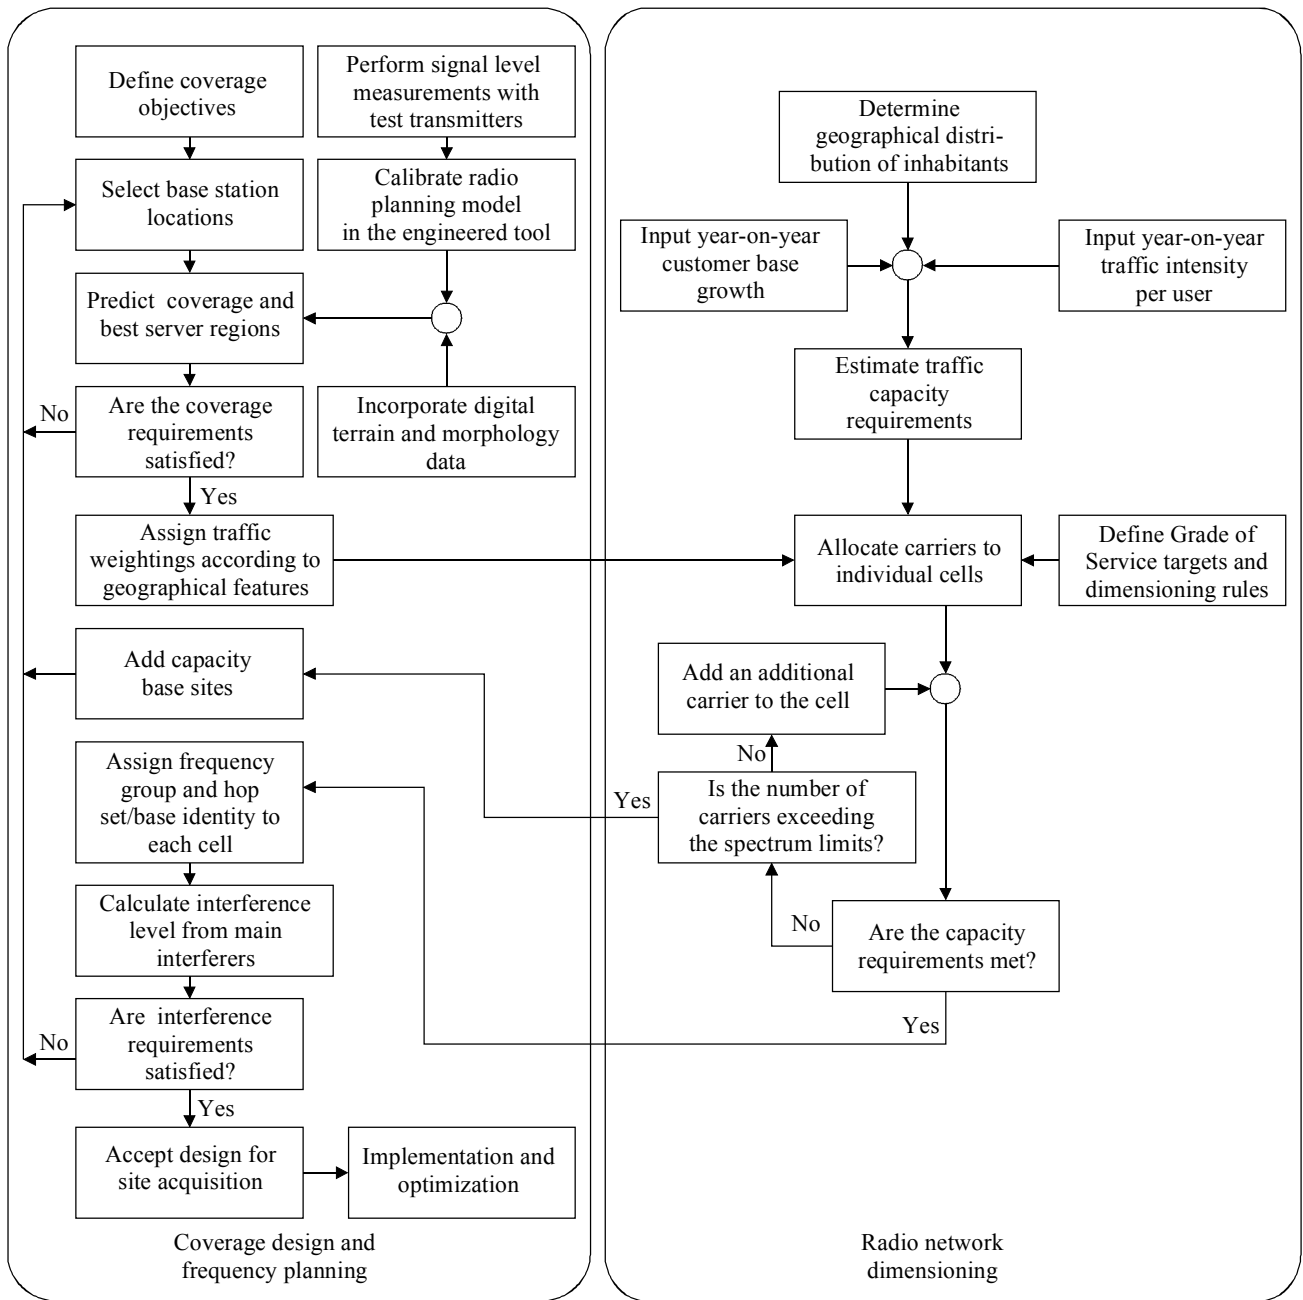 Define coverage
objectives
Perform signal level
measurements with
test transmitters
Select base station
locations
Calibrate radio
planning model
in the engineered tool
Predict coverage and
best server regions
No
Are the coverage
requirements
satisfied?
Incorporate digital
terrain and morphology
data
Yes
Assign traffic
weightings according to
geographical features
Add capacity
base sites
Assign frequency
group and hop
set/base identity to
each cell
Calculate interference
level from main
interferers
No
Are interference
requirements
satisfied?
Yes
Accept design for
site acquisition
Implementation and
optimization
Coverage design and
frequency planning
Determine
geographical distri-
bution of inhabitants
Input year-on-year
customer base
growth
Input year-on-year
traffic intensity
per user
Estimate traffic
capacity
requirements
Allocate carriers to
individual cells
Define Grade of
Service targets and
dimensioning rules
Add an additional
carrier to the cell
No
Yes
Is the number of
carriers exceeding
the spectrum limits?
No
Are the capacity
requirements met?
Yes
Radio network
dimensioning